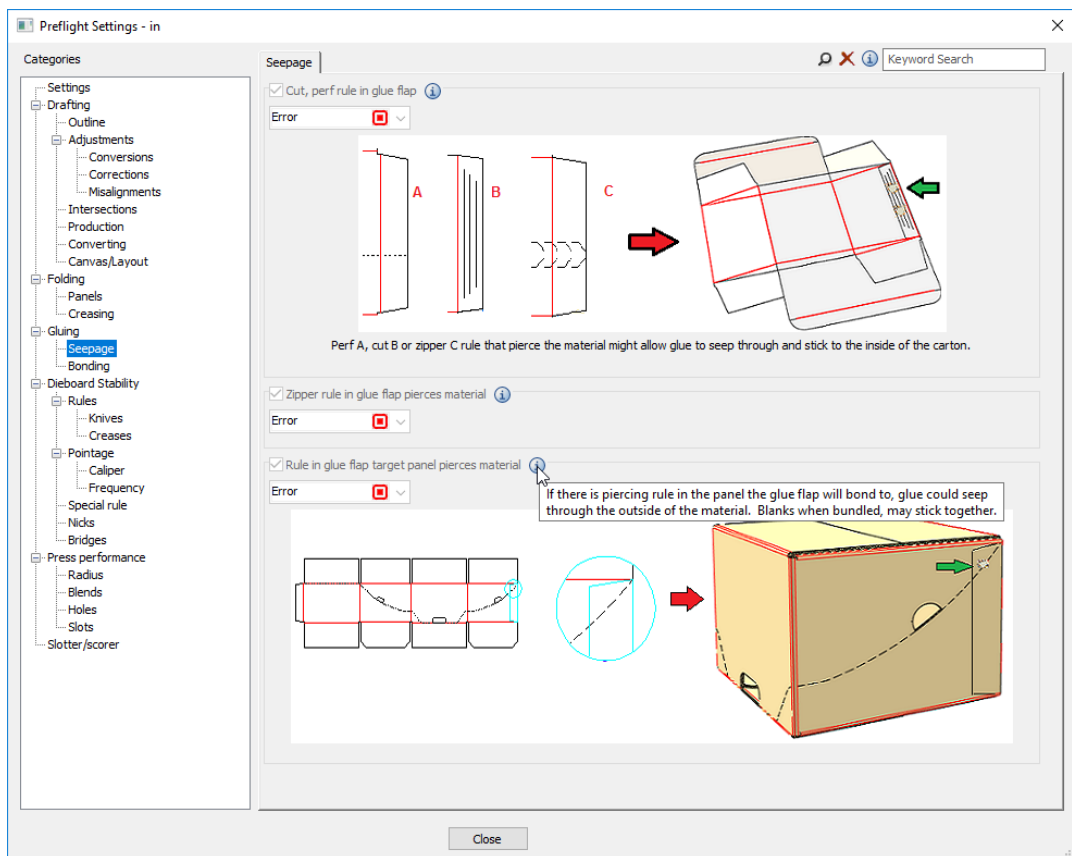 Preflight Settings - in
Categories
Settings
Drafting
Outline
Adjustments
Conversions
Corrections
Misalignments
Intersections
Production
Converting
Canvas/Layout
Folding
Panels
Creasing
Gluing
Seepage
Bonding
Dieboard Stability
Rules
Knives
Creases
Pointage
Caliper
Frequency
Special rule
Nicks
Bridges
Press performance
Radius
Blends
Holes
Slots
Slotter/scorer
Seepage
Keyword Search
Cut, perf rule in glue flap
Error
A B C
Perf A, cut B or zipper C rule that pierce the material might allow glue to seep through and stick to the inside of the carton.
Zipper rule in glue flap pierces material
Error
Rule in glue flap target panel pierces material
Error
If there is piercing rule in the panel the glue flap will bond to, glue could seep
through the outside of the material. Blanks when bundled, may stick together.
Close